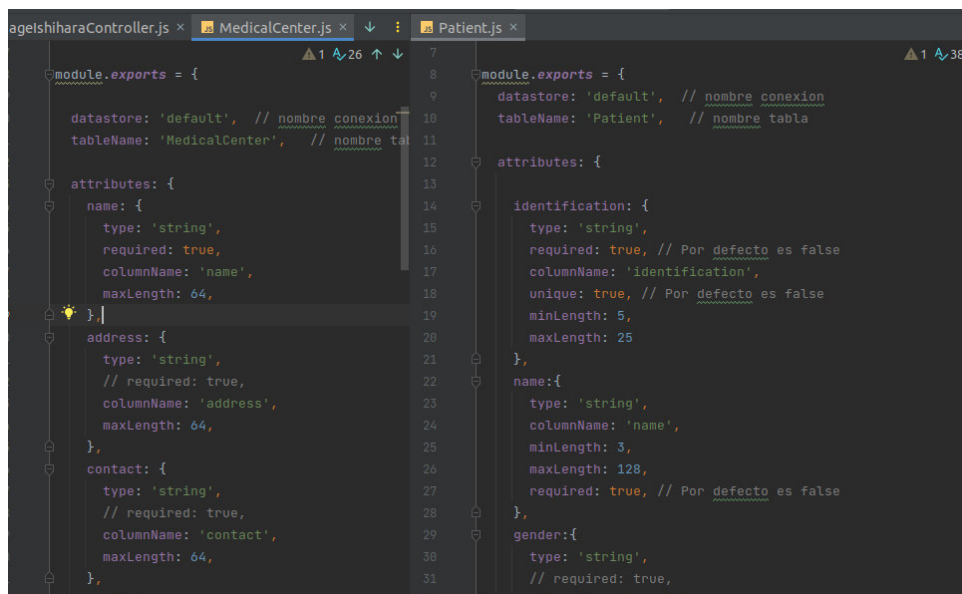 ageIshiharaController.js × MedicalCenter.js ×
1 26
module.exports = {
datastore: 'default', // nombre conexion
tableName: 'MedicalCenter', // nombre tab
attributes: {
name: {
type: 'string',
required: true,
columnName: 'name',
maxLength: 64,
},
address: {
type: 'string',
// required: true,
columnName: 'address',
maxLength: 64,
},
contact: {
type: 'string',
// required: true,
columnName: 'contact',
maxLength: 64,
},
Patient.js ×
7 1 38
8 module.exports = {
9 datastore: 'default', // nombre conexion
10 tableName: 'Patient', // nombre tabla
11
12 attributes: {
13
14 identification: {
15 type: 'string',
16 required: true, // Por defecto es false
17 columnName: 'identification',
18 unique: true, // Por defecto es false
19 minLength: 5,
20 maxLength: 25
21 },
22 name:{
23 type: 'string',
24 columnName: 'name',
25 minLength: 3,
26 maxLength: 128,
27 required: true, // Por defecto es false
28 },
29 gender:{
30 type: 'string',
31 // required: true,